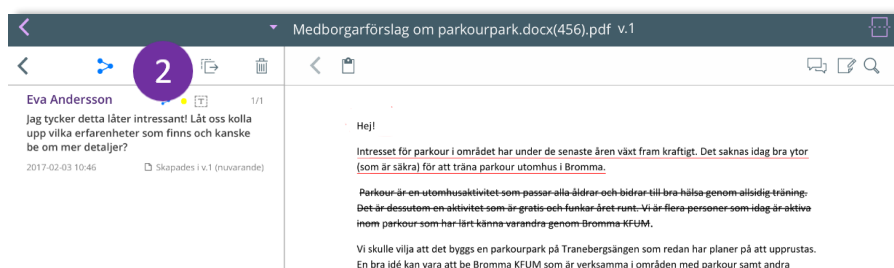 Medborgarförslag om parkourpark.docx(456).pdf v.1
2
Eva Andersson
T
1/1
Jag tycker detta låter intressant! Låt oss kolla
upp vilka erfarenheter som finns och kanske
be om mer detaljer?
2017-02-03 10:46
Skapades i v.1 (nuvarande)
Hej!
Intresset för parkour i området har under de senaste åren växt fram kraftigt. Det saknas idag bra ytor
(som är säkra) för att träna parkour utomhus i Bromma.
Parkour är en utomhusaktivitet som passar alla åldrar och bidrar till bra hälsa genom allsidig träning.
Det är dessutom en aktivitet som är gratis och funkar året runt. Vi är flera personer som idag är aktiva
inom parkour som har lärt känna varandra genom Bromma KFUM.
Vi skulle vilja att det byggs en parkourpark på Tranebergsängen som redan har planer på att upprustas.
En bra idé kan vara att be Bromma KFUM som är verksamma i områden med parkour samt andra